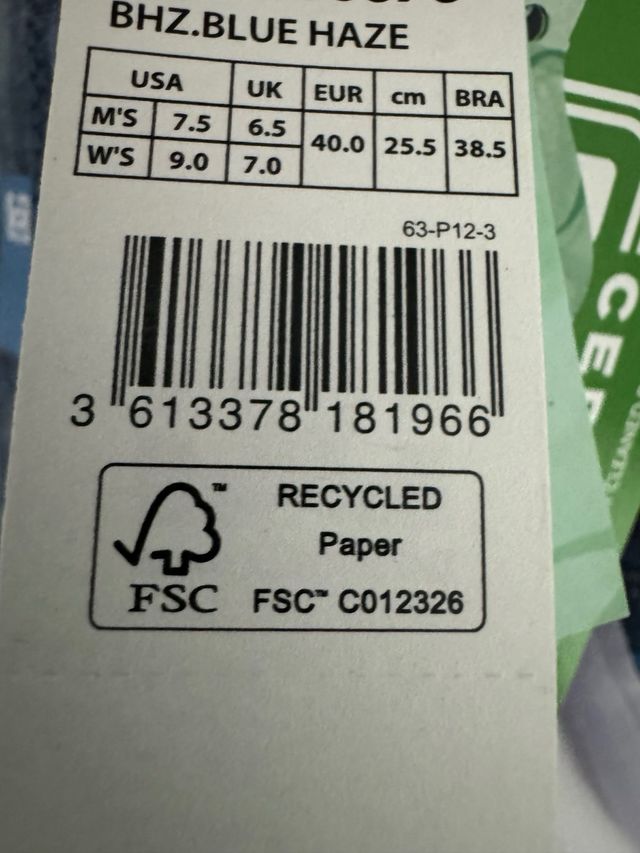 BHZ.BLUE HAZE
USA UK EUR cm BRA
M'S 7.5 6.5 40.0 25.5 38.5
W'S 9.0 7.0
63-P12-3
3 613378 181966
RECYCLED
Paper
FSC FSC™ C012326